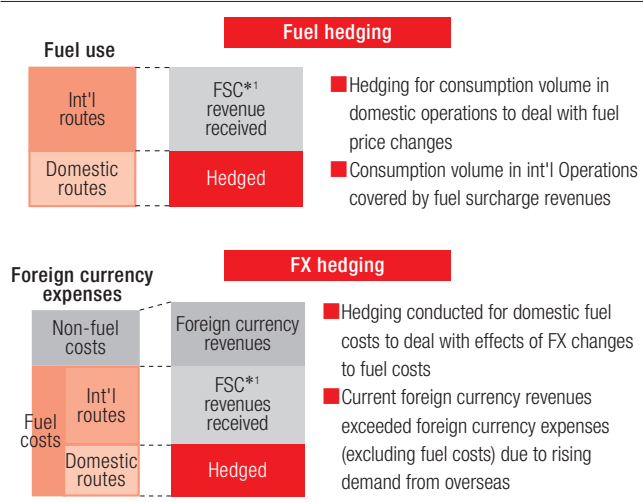 Fuel hedging
Fuel use
Int'l
routes
Domestic
routes
FSC*1
revenue
received
Hedged
■Hedging for consumption volume in
domestic operations to deal with fuel
price changes
■Consumption volume in int'l Operations
covered by fuel surcharge revenues
FX hedging
Foreign currency
expenses
Non-fuel
costs
Fuel
costs
Int'l
routes
Domestic
routes
Foreign currency
revenues
FSC*1
revenues
received
Hedged
■Hedging conducted for domestic fuel
costs to deal with effects of FX changes
to fuel costs
■Current foreign currency revenues
exceeded foreign currency expenses
(excluding fuel costs) due to rising
demand from overseas